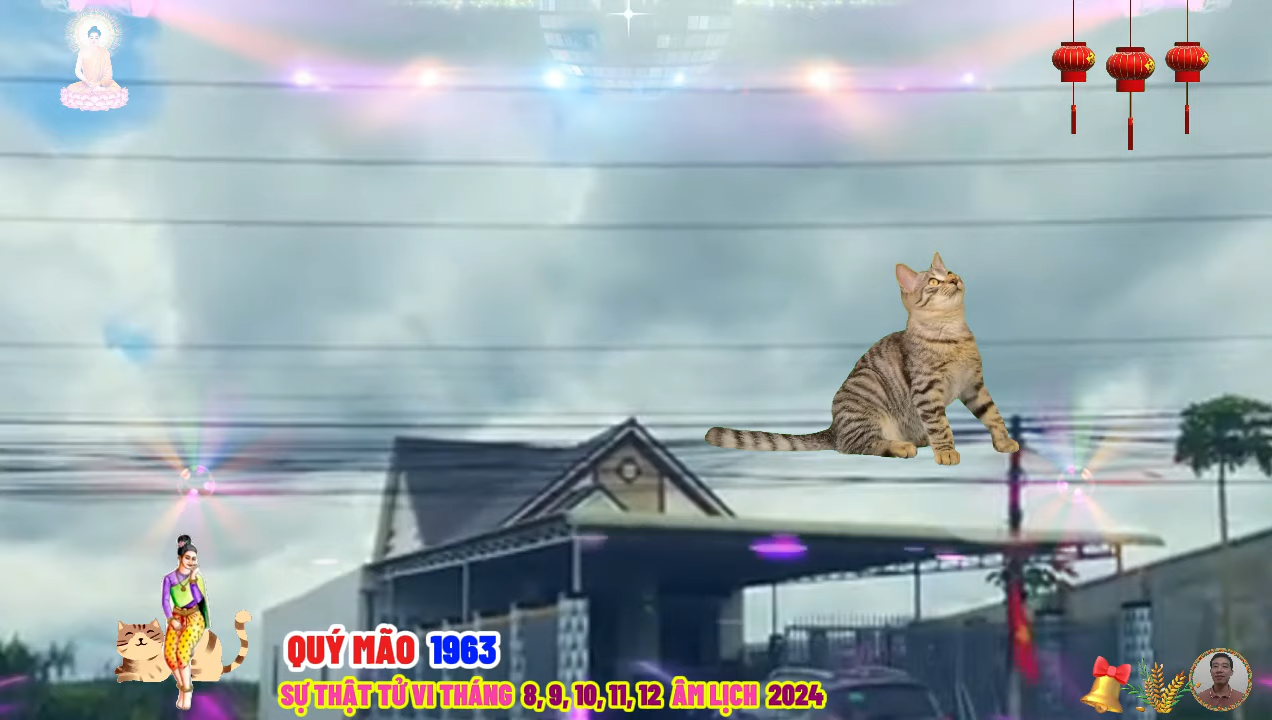 QUÝ MÃO 1963
SỰ THẬT TỬ VI THÁNG 8, 9, 10, 11, 12 ÂM LỊCH 2024